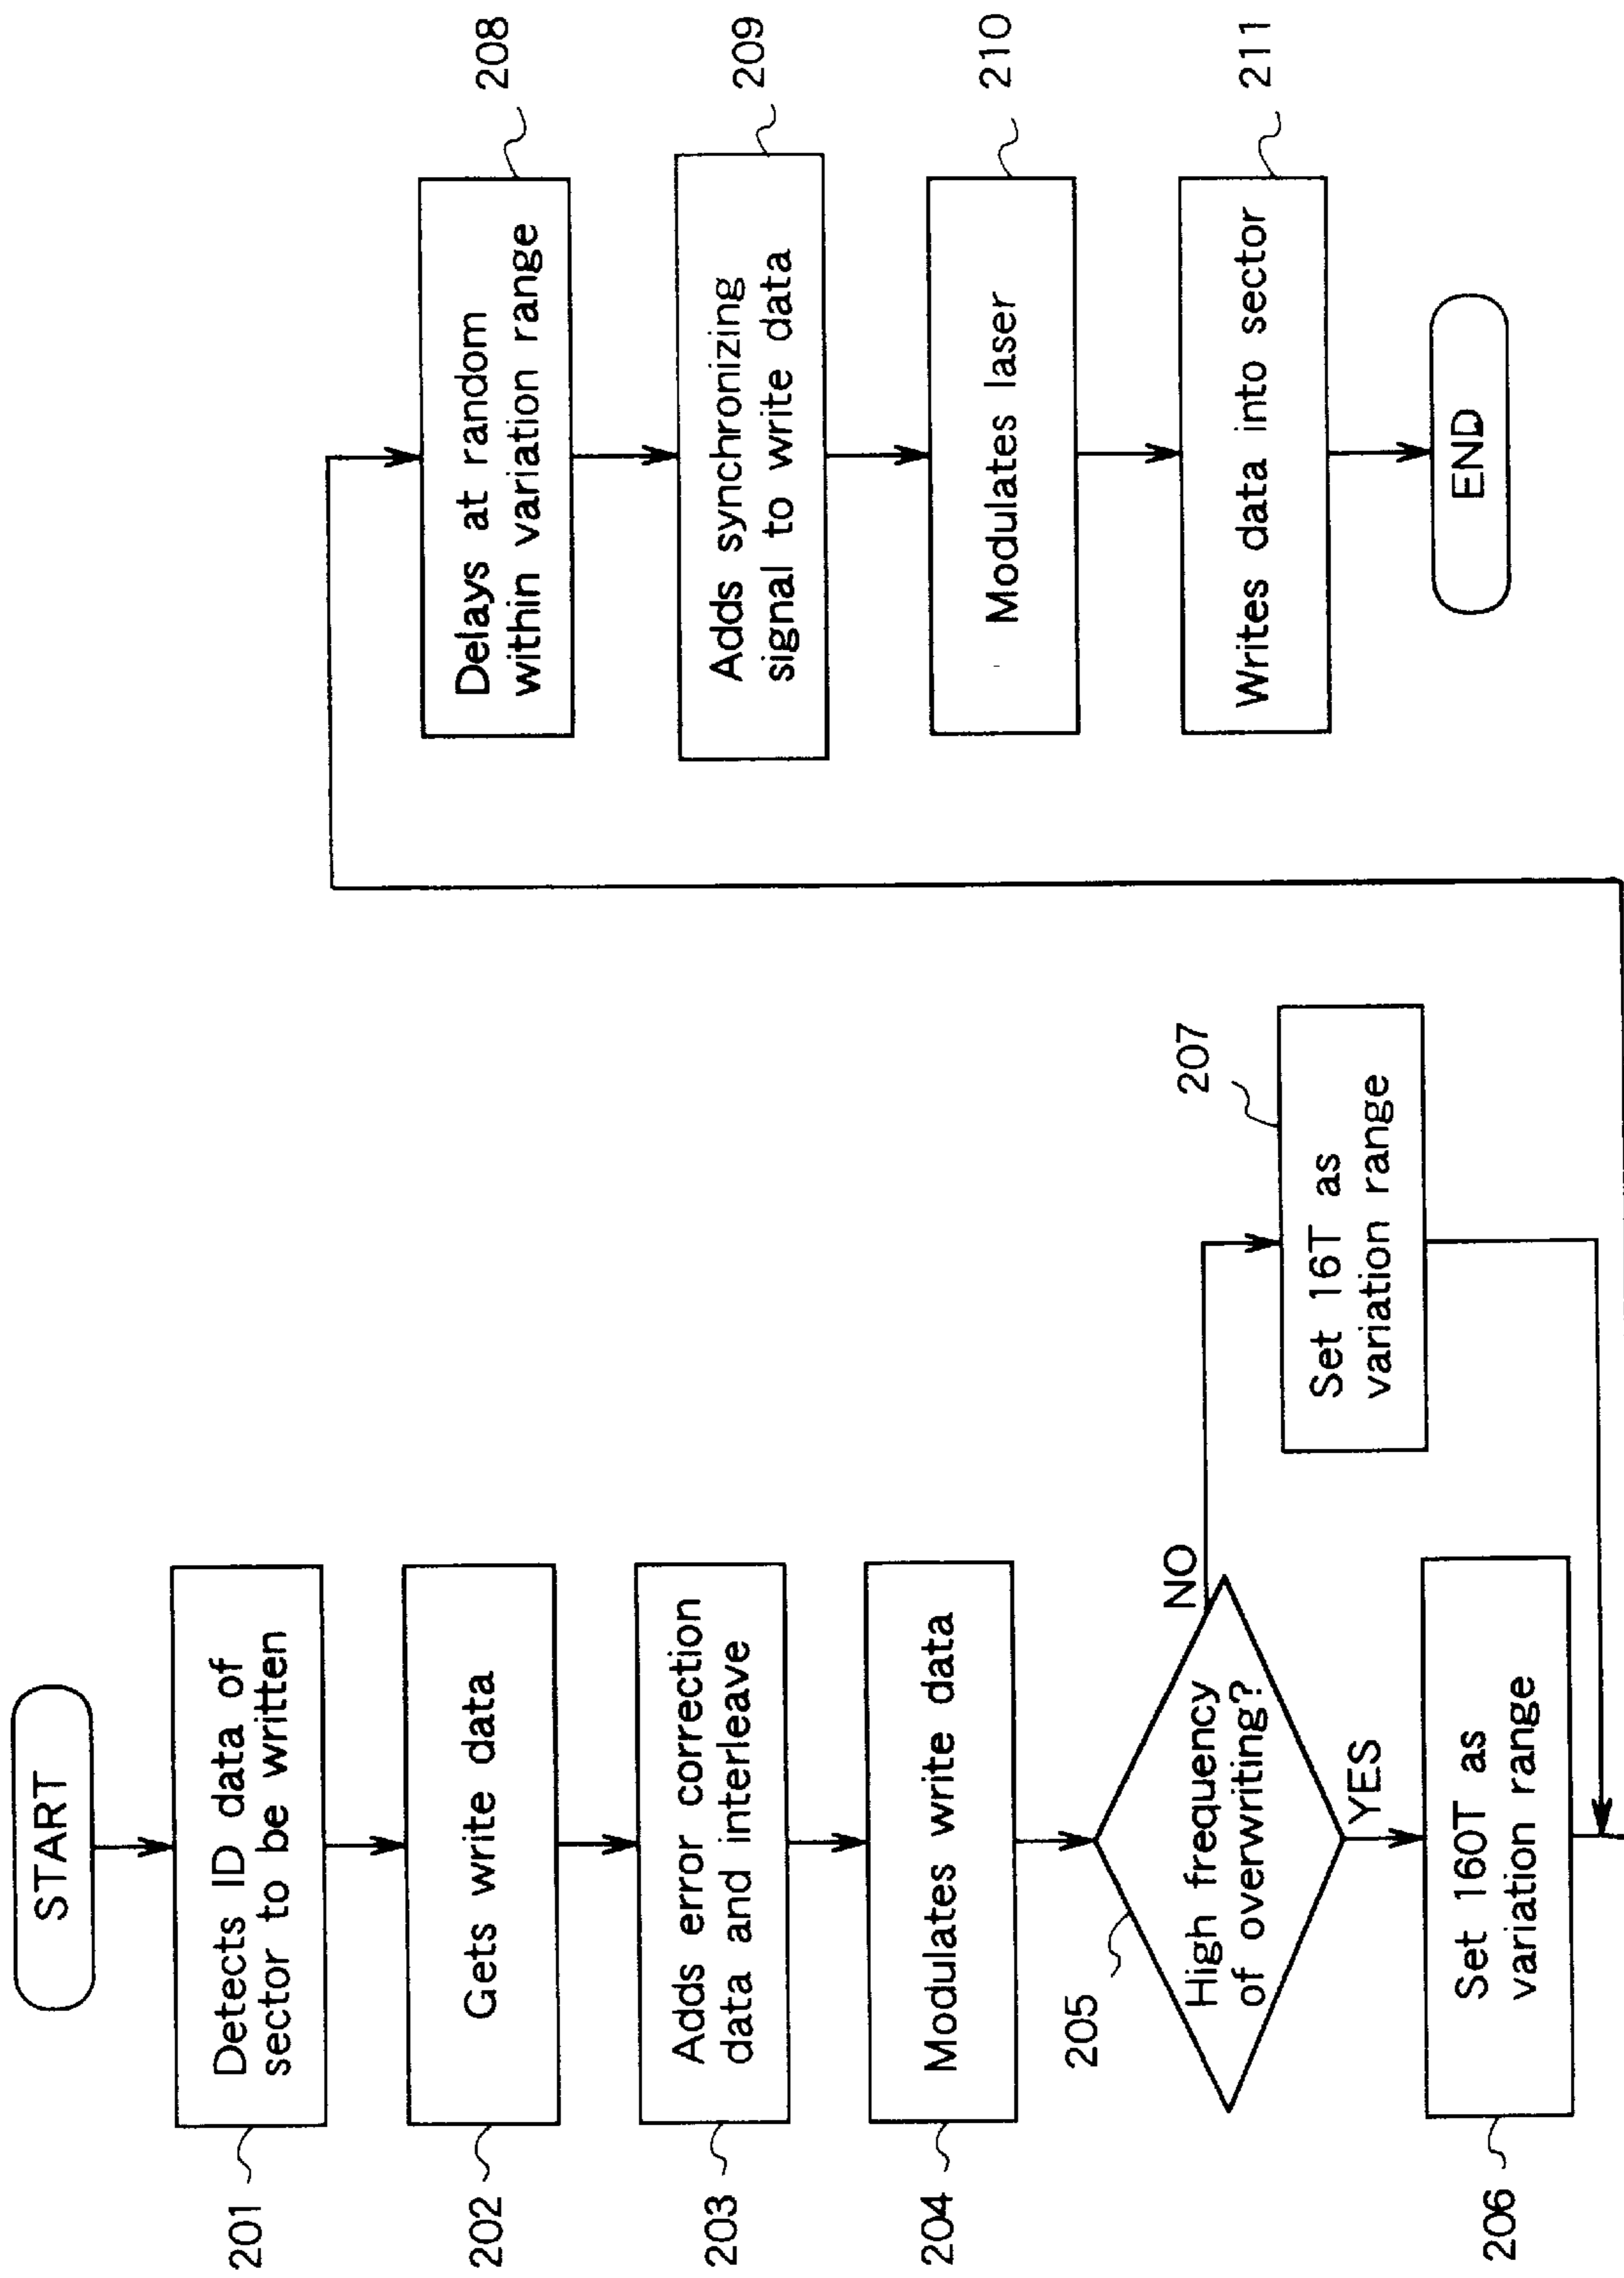 START
Detects ID data of
sector to be written
201
Gets write data
202
Adds error correction
data and interleave
203
Modulates write data
204
High frequency
of overwriting?
205
NO
YES
Set 160T as
variation range
206
Set 16T as
variation range
207
Delays at random
within variation range
208
Adds synchronizing
signal to write data
209
Modulates laser
210
Writes data into sector
211
END